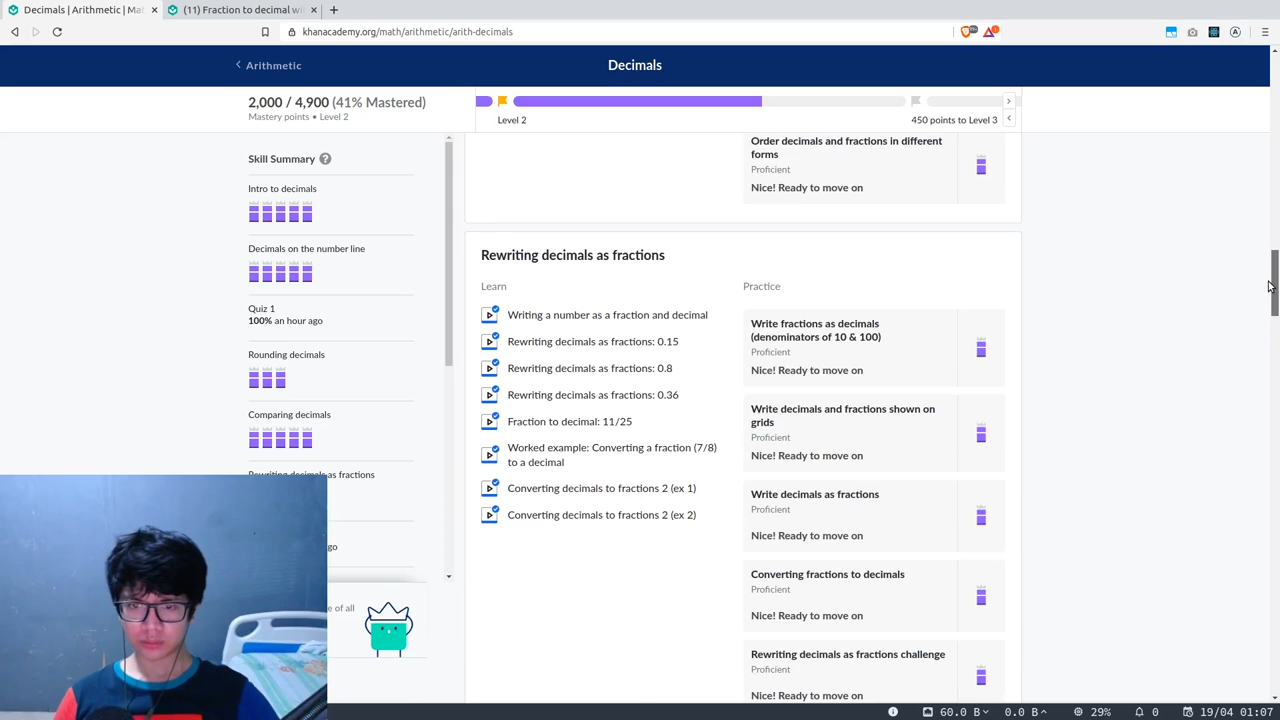 Decimals | Arithmetic | Ma
(11) Fraction to decimal wi
khanacademy.org/math/arithmetic/arith-decimals
Arithmetic
Decimals
2,000 / 4,900 (41% Mastered)
Mastery points • Level 2
Level 2
450 points to Level 3
Skill Summary ?
Intro to decimals
Decimals on the number line
Quiz 1
100% an hour ago
Rounding decimals
Comparing decimals
Rewriting decimals as fractions
go
e of all
Order decimals and fractions in different
forms
Proficient
Nice! Ready to move on
Rewriting decimals as fractions
Learn
Writing a number as a fraction and decimal
Rewriting decimals as fractions: 0.15
Rewriting decimals as fractions: 0.8
Rewriting decimals as fractions: 0.36
Fraction to decimal: 11/25
Worked example: Converting a fraction (7/8)
to a decimal
Converting decimals to fractions 2 (ex 1)
Converting decimals to fractions 2 (ex 2)
Practice
Write fractions as decimals
(denominators of 10 & 100)
Proficient
Nice! Ready to move on
Write decimals and fractions shown on
grids
Proficient
Nice! Ready to move on
Write decimals as fractions
Proficient
Nice! Ready to move on
Converting fractions to decimals
Proficient
Nice! Ready to move on
Rewriting decimals as fractions challenge
Proficient
Nice! Ready to move on
60.0 B
0.0 B
29%
0
19/04 01:07